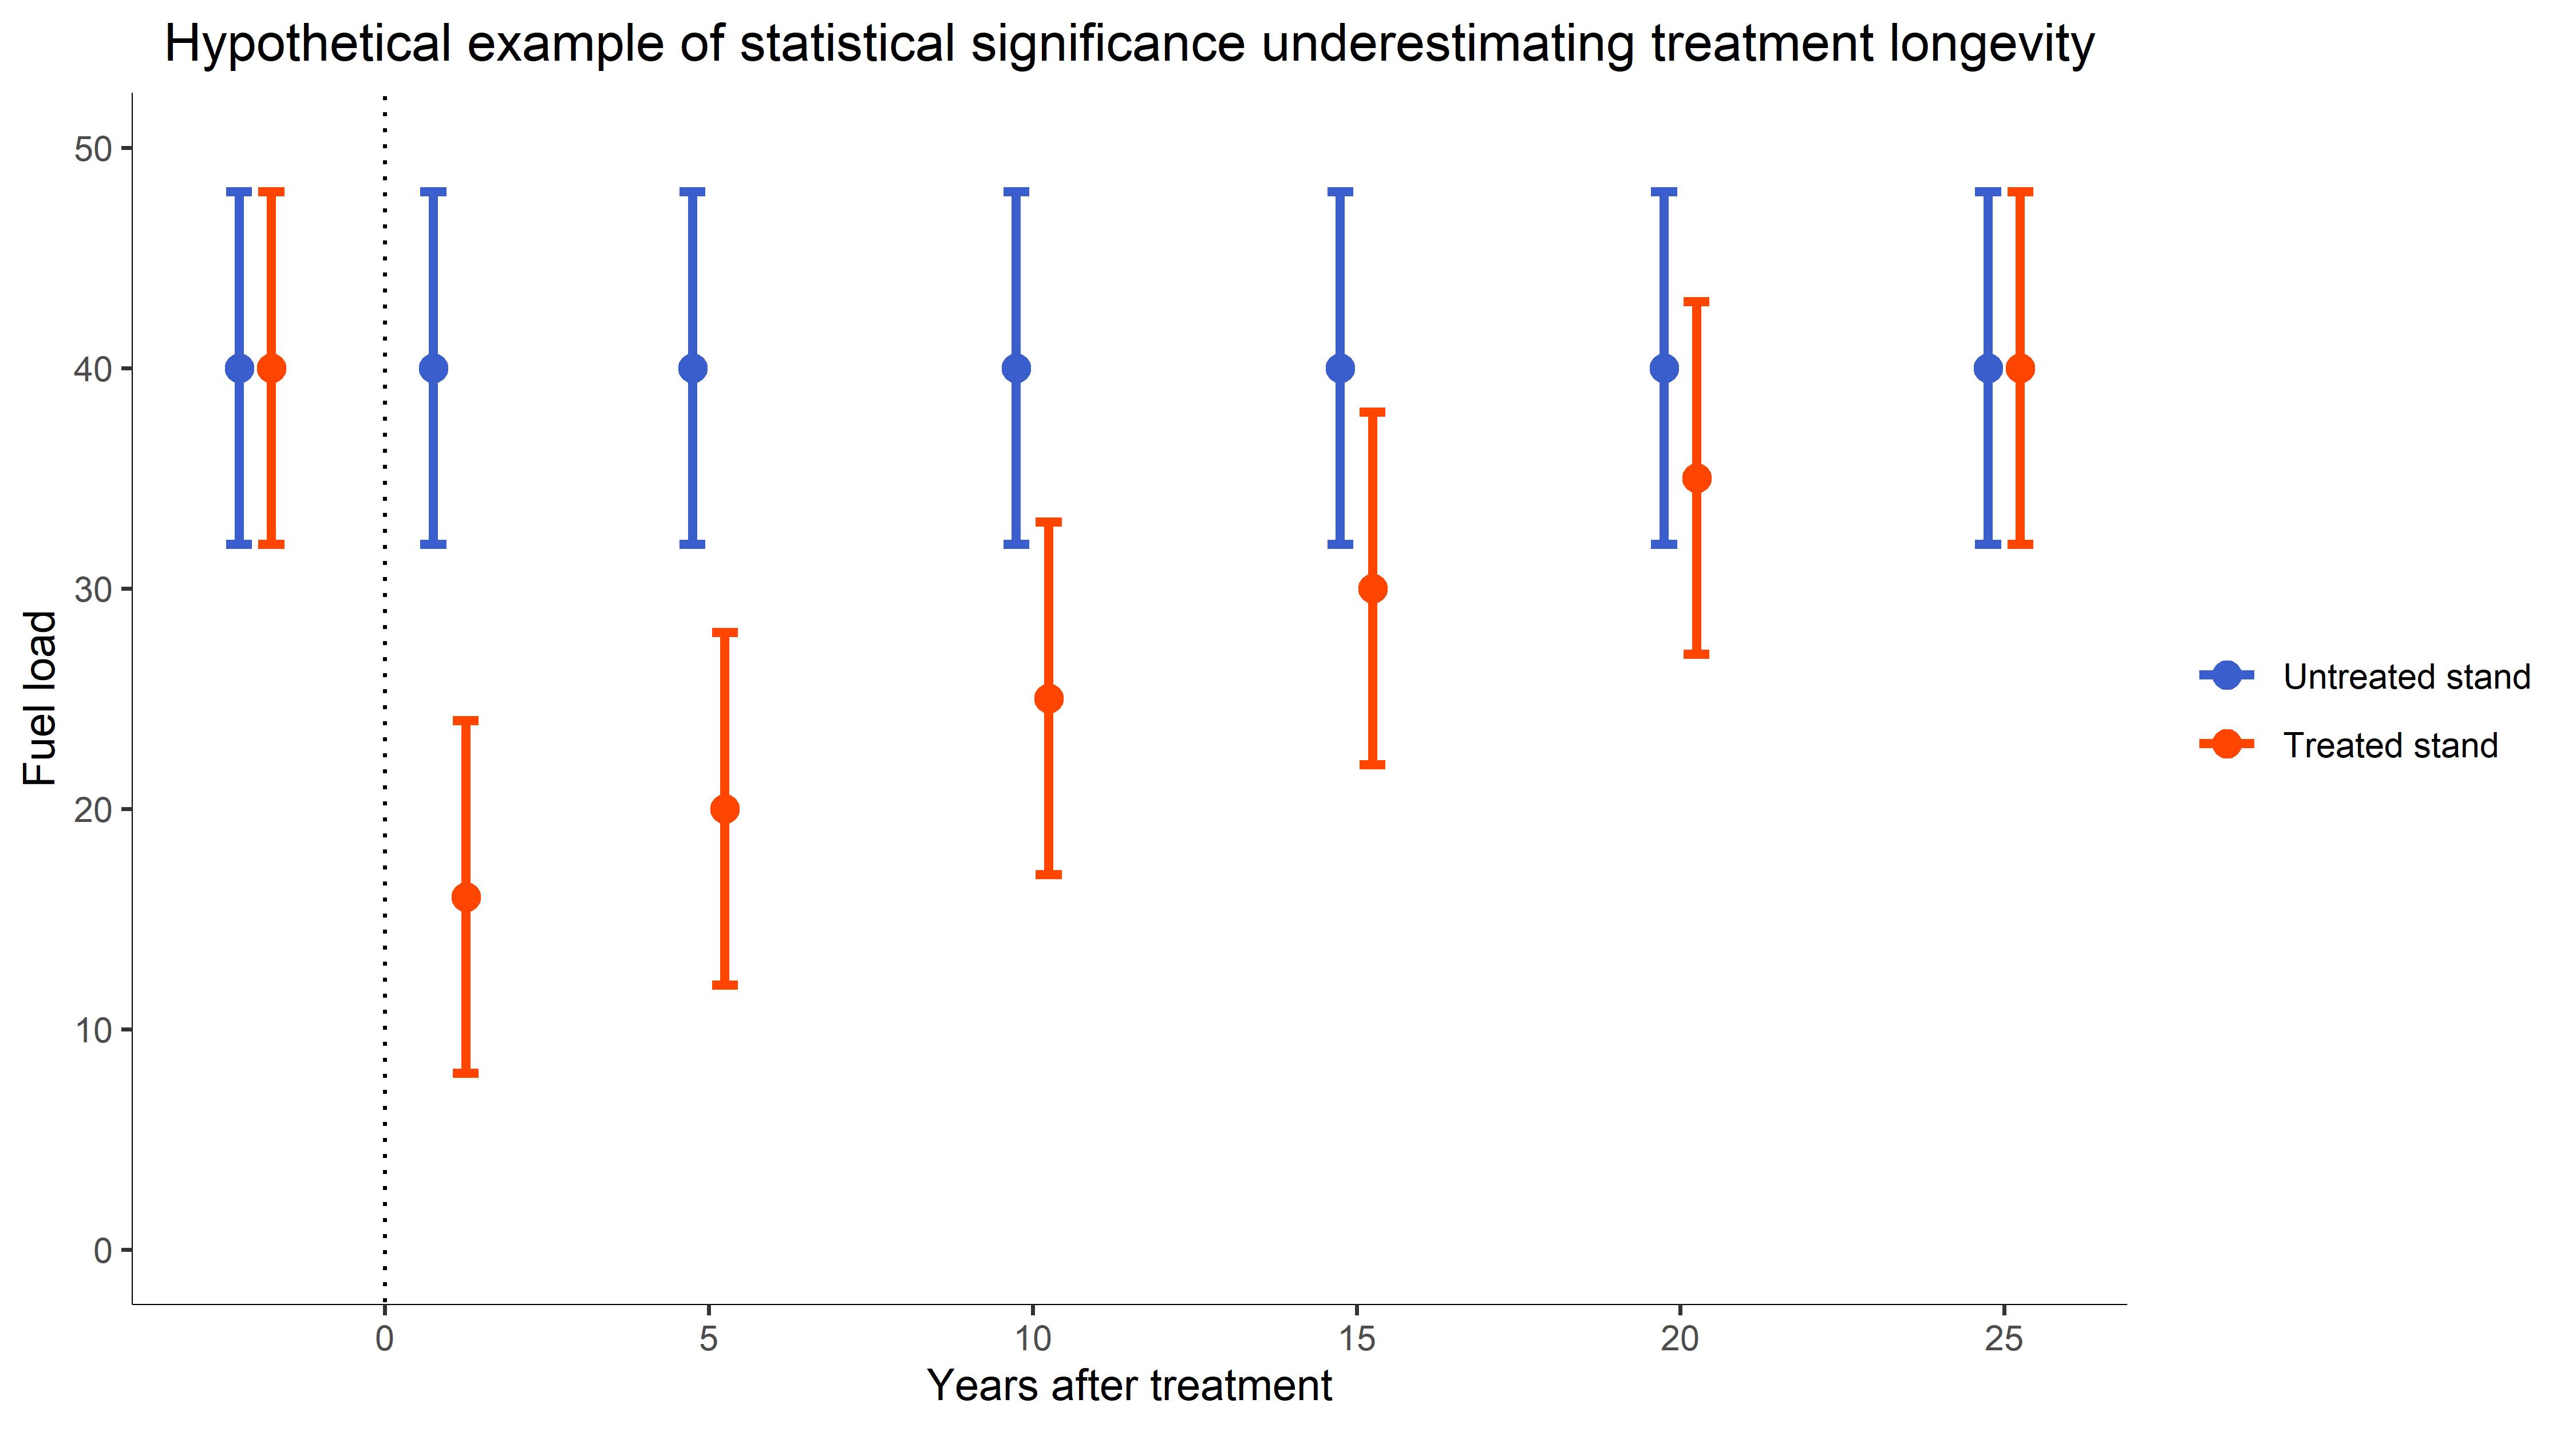 Hypothetical example of statistical significance underestimating treatment longevity
50
40
30
20
10
0
Fuel load
0 5 10 15 20 25
Years after treatment
Untreated stand
Treated stand